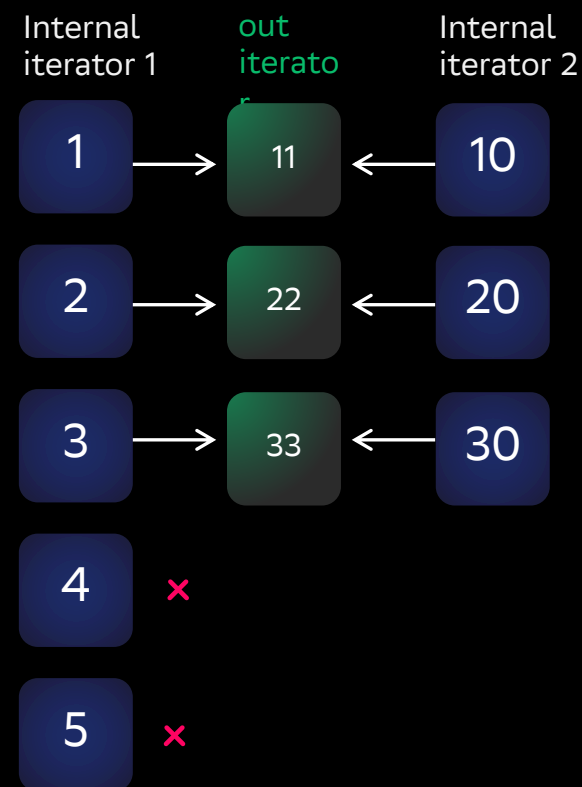 Internal
iterator 1
out
iterato
r
Internal
iterator 2
1
11
10
2
22
20
3
33
30
4
5